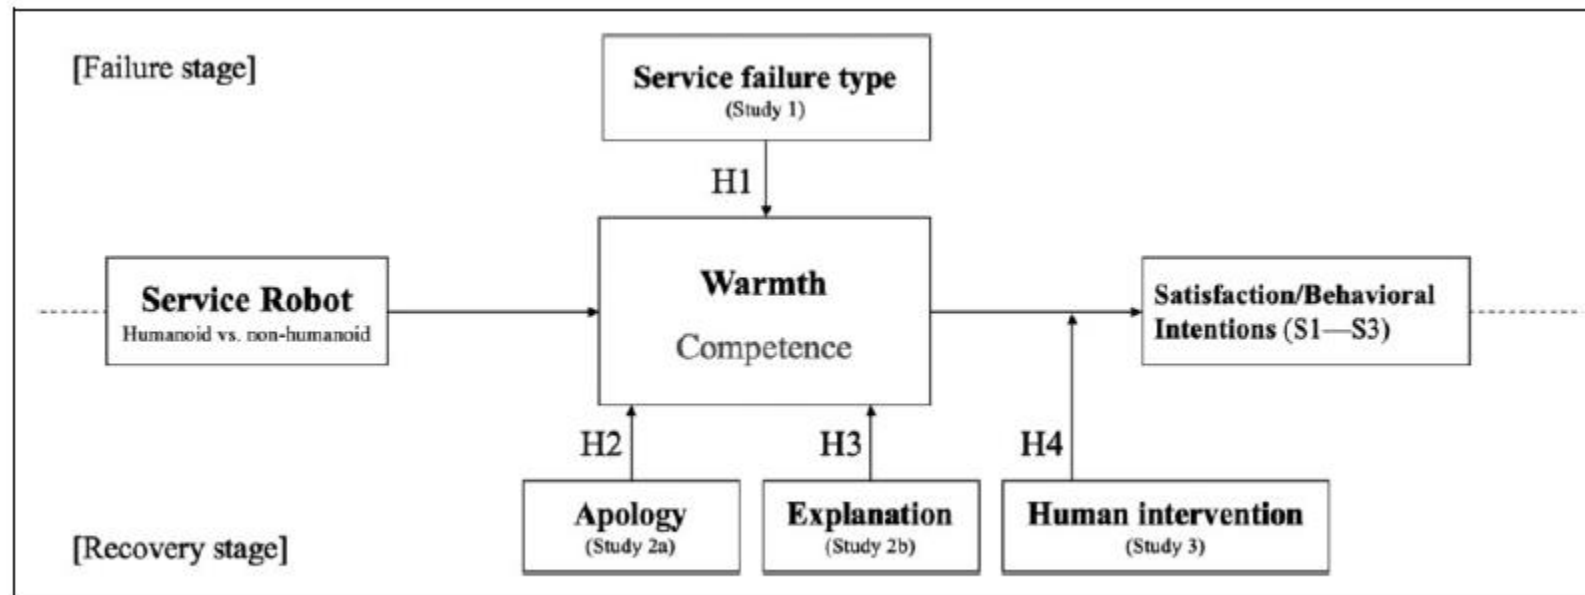 [Failure stage]
Service failure type
(Study 1)
H1
Service Robot
Humanoid vs. non-humanoid
Warmth
Competence
Satisfaction/Behavioral
Intentions (S1—S3)
H2
H3
H4
Apology
(Study 2a)
Explanation
(Study 2b)
Human intervention
(Study 3)
[Recovery stage]